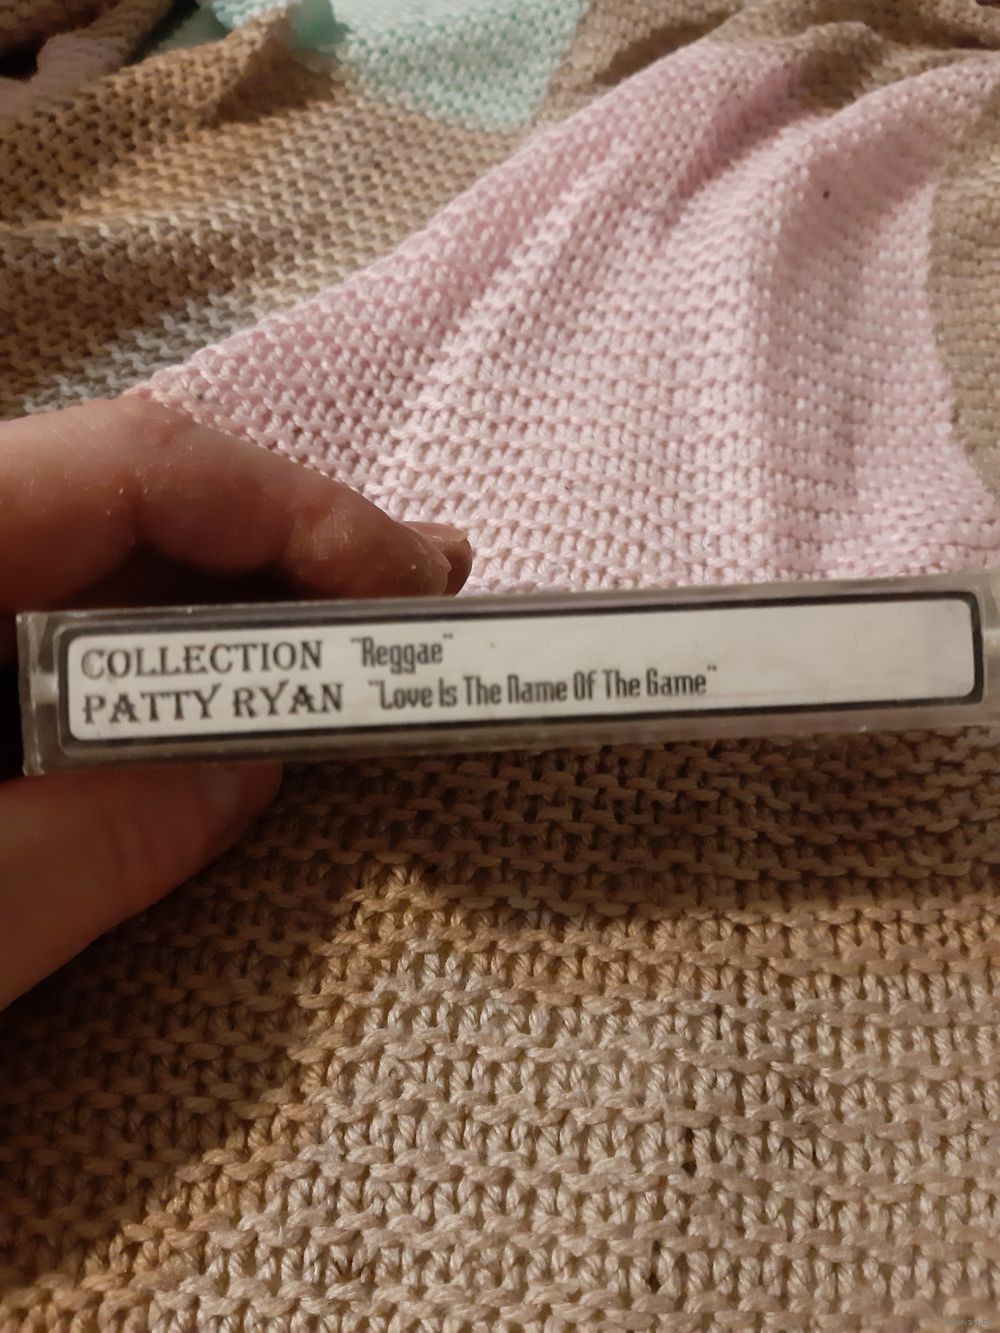 COLLECTION "Reggae"
PATTY RYAN "Love Is The Name Of The Game"